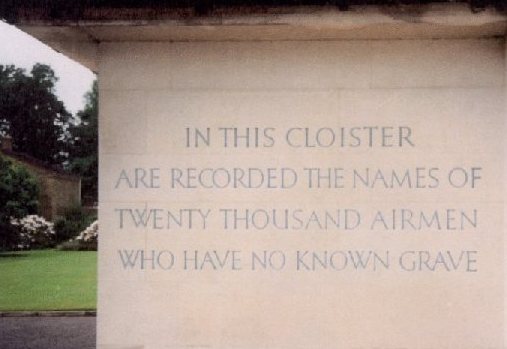 IN THIS CLOISTER
ARE RECORDED THE NAMES OF
TWENTY THOUSAND AIRMEN
WHO HAVE NO KNOWN GRAVE